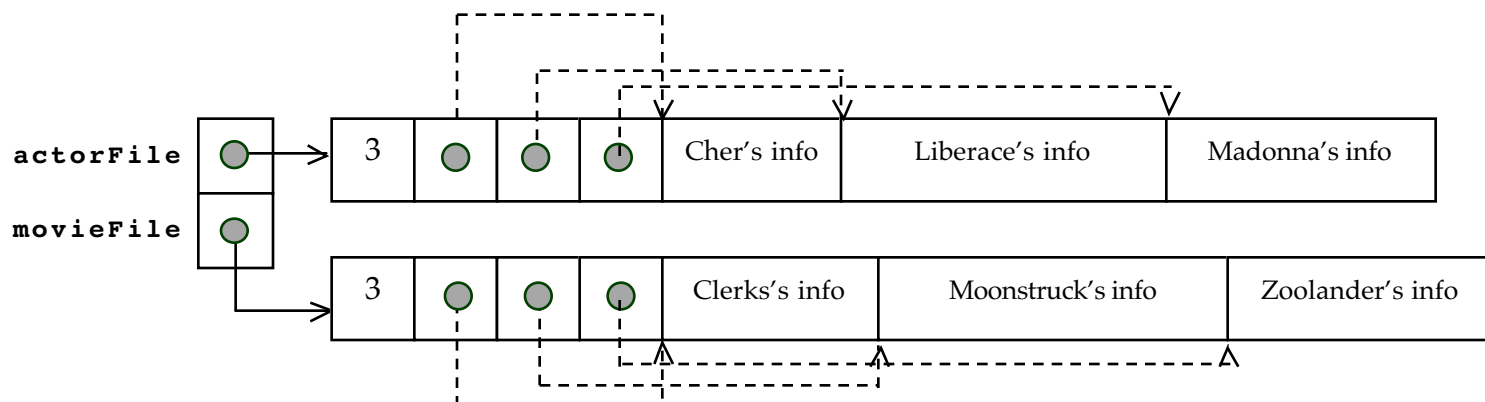 actorFile
3 Cher's info Liberace's info Madonna's info
movieFile
3 Clerks's info Moonstruck's info Zoolander's info